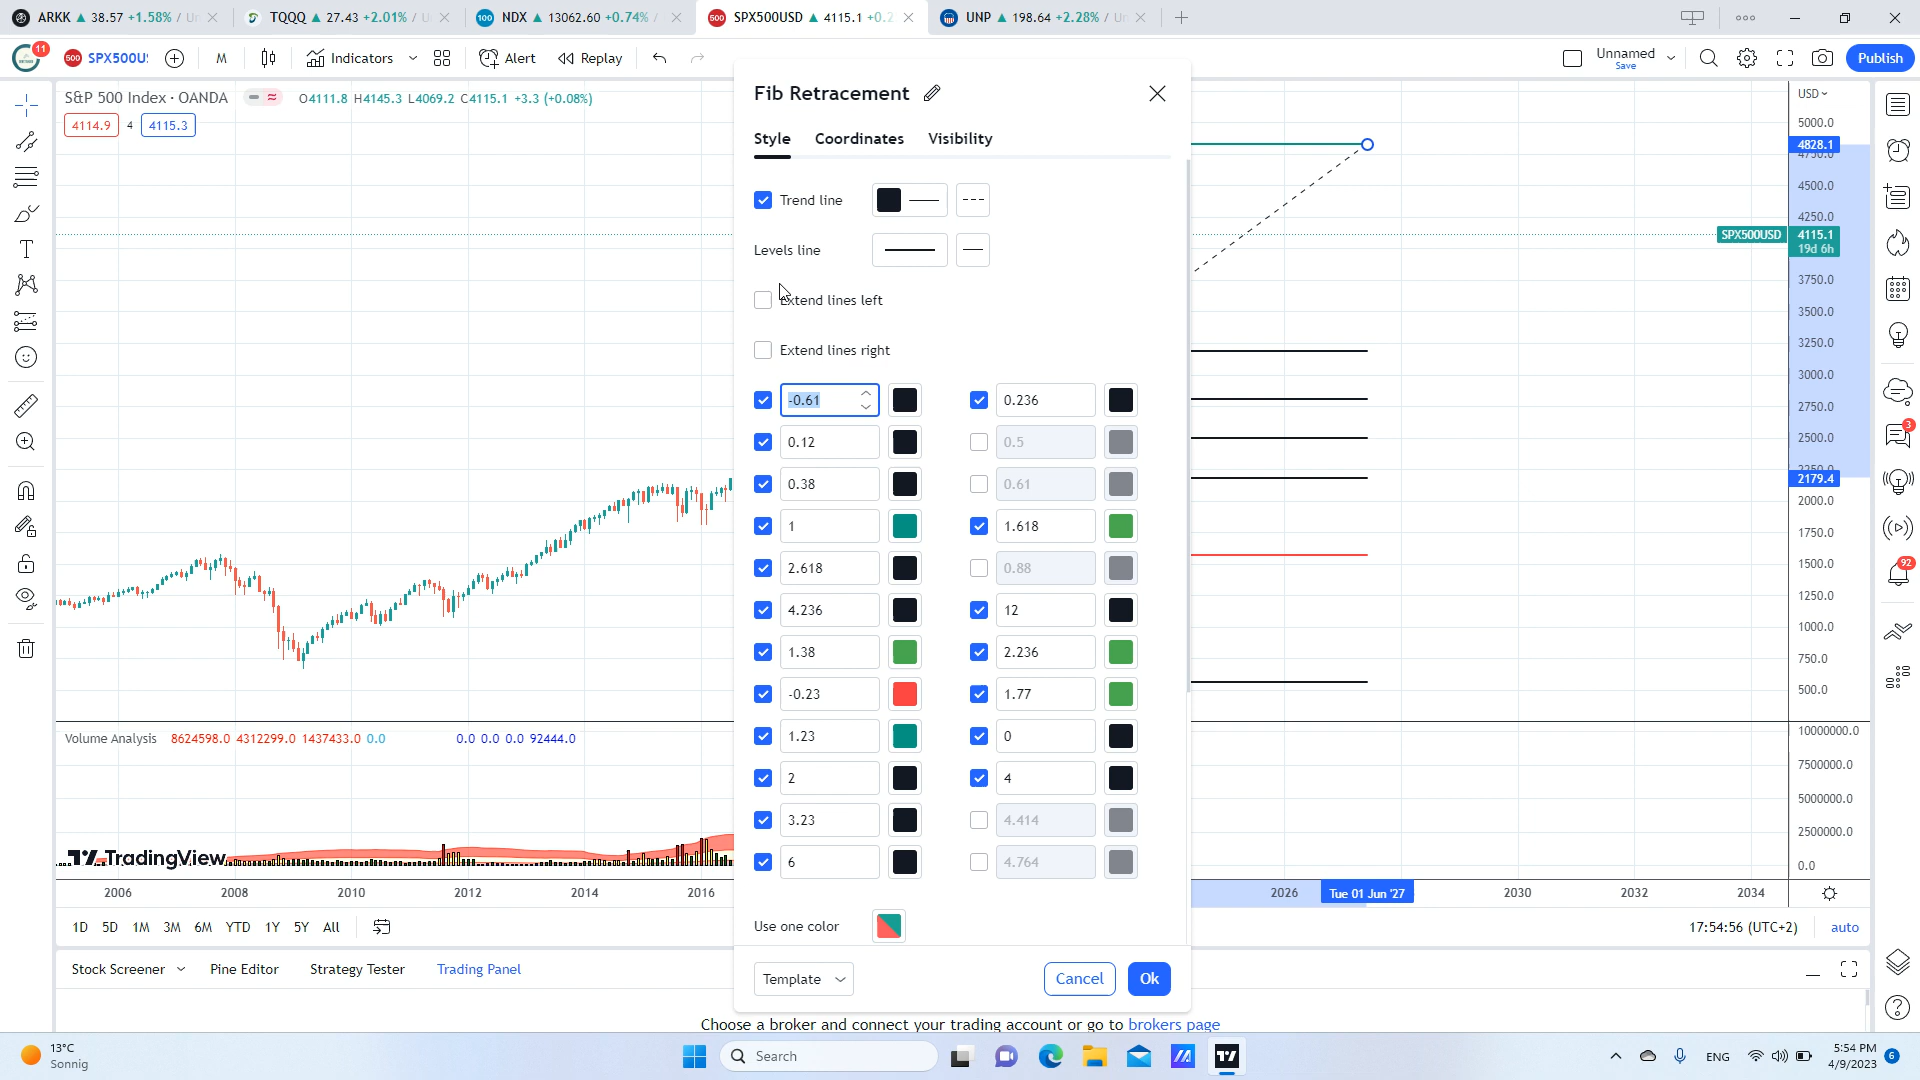 ARKK ▲ 38.57 +1.58% / Ur
TQQQ ▲ 27.43 +2.01% / U
NDX ▲ 13062.60 +0.74% /
SPX500USD ▲ 4115.1 +0.2
UNP ▲ 198.64 +2.28% / U
11
SPX500U
M
Indicators
Alert
Replay
Unnamed
Save
Publish
S&P 500 Index · OANDA
O4111.8 H4145.3 L4069.2 C4115.1 +3.3 (+0.08%)
4114.9 4 4115.3
Fib Retracement
Style Coordinates Visibility
Trend line
Levels line
Extend lines left
Extend lines right
-0.61 0.236
0.12 0.5
0.38 0.61
1 1.618
2.618 0.88
4.236 12
1.38 2.236
-0.23 1.77
1.23 0
2 4
3.23 4.414
6 4.764
Use one color
Template
Cancel
Ok
USD
5000.0
4828.1
4750.0
4500.0
4250.0
SPX500USD 4115.1
19d 6h
3750.0
3500.0
3250.0
3000.0
2750.0
2500.0
2250.0
2179.4
2000.0
1750.0
1500.0
1250.0
1000.0
750.0
500.0
Volume Analysis 8624598.0 4312299.0 1437433.0 0.0 0.0 0.0 0.0 92444.0
10000000.0
7500000.0
5000000.0
2500000.0
0.0
TradingView
2006 2008 2010 2012 2014 2016 2026 Tue 01 Jun '27 2030 2032 2034
1D 5D 1M 3M 6M YTD 1Y 5Y All
17:54:56 (UTC+2) auto
3
92
Stock Screener Pine Editor Strategy Tester Trading Panel
Choose a broker and connect your trading account or go to brokers page
13°C
Sonnig
Search
ENG
5:54 PM
4/9/2023
6